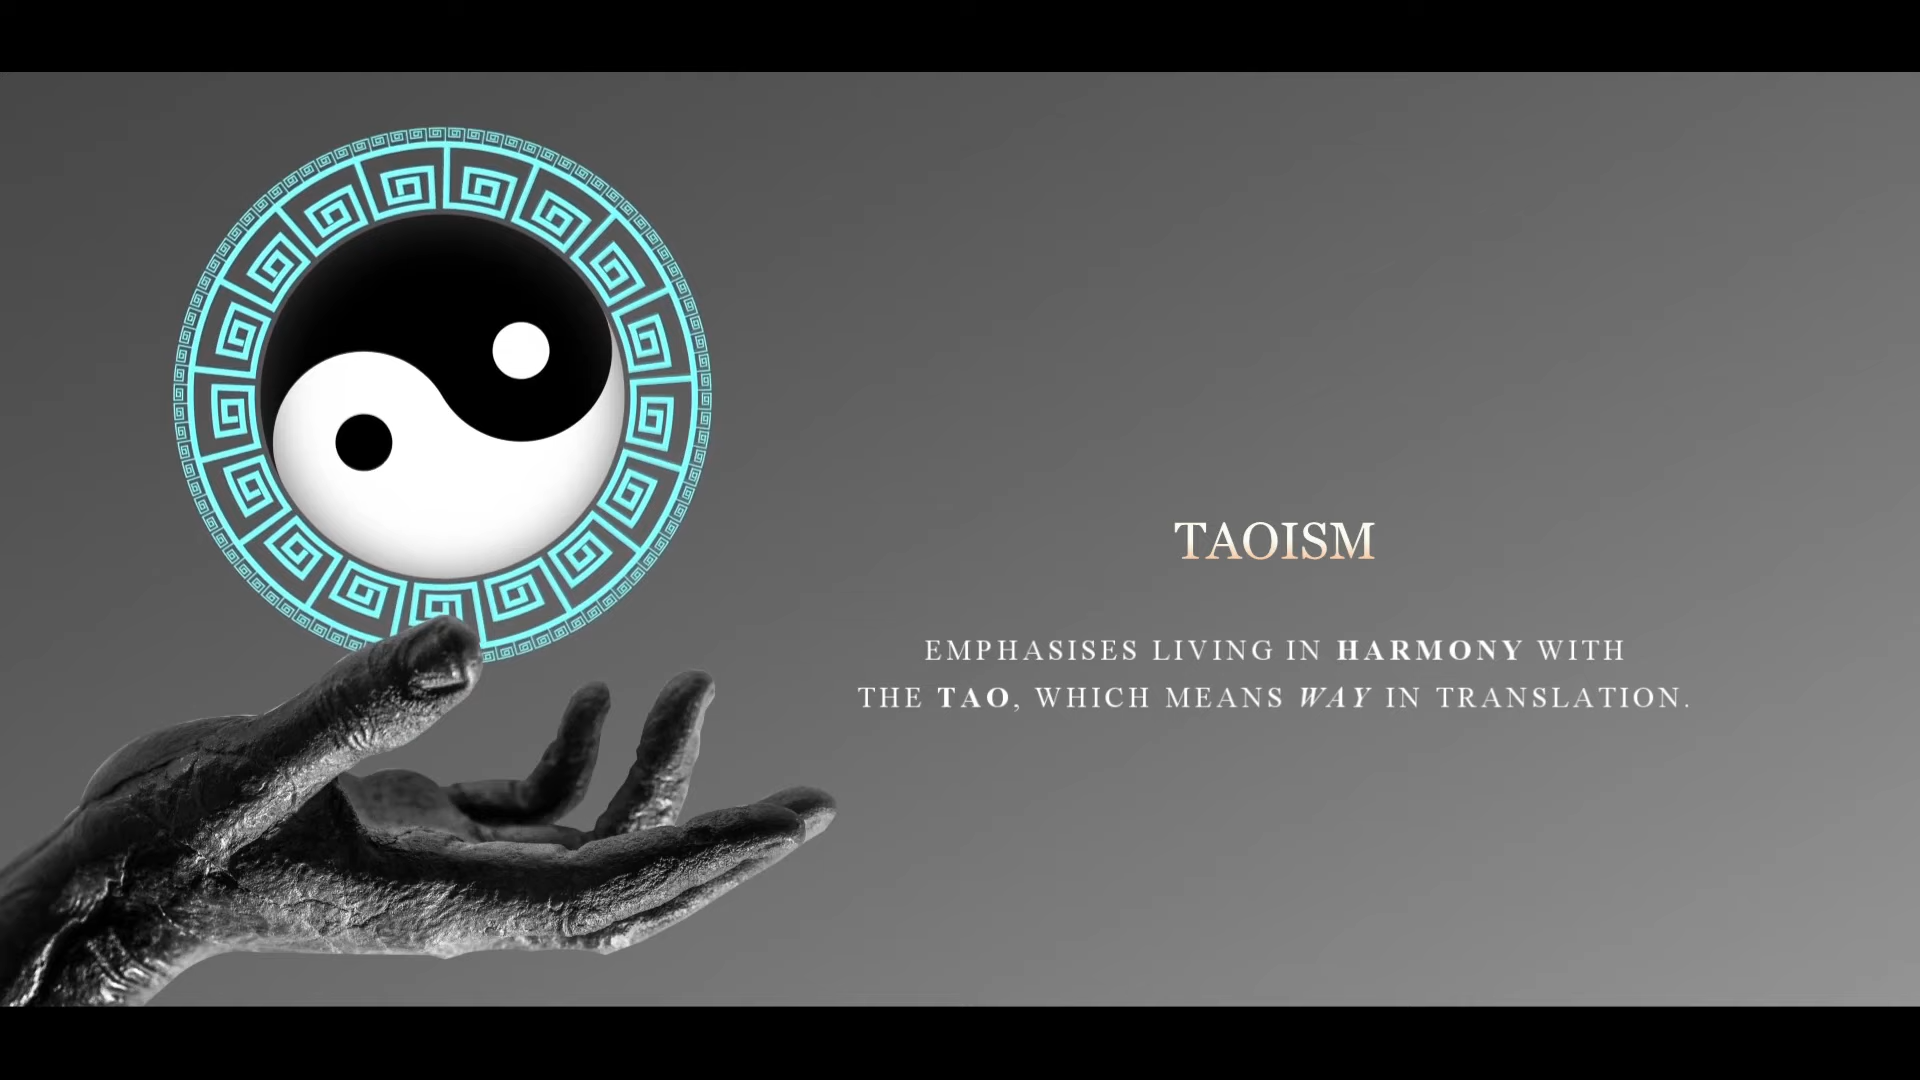 TAOISM
EMPHASISES LIVING IN HARMONY WITH
THE TAO, WHICH MEANS WAY IN TRANSLATION.